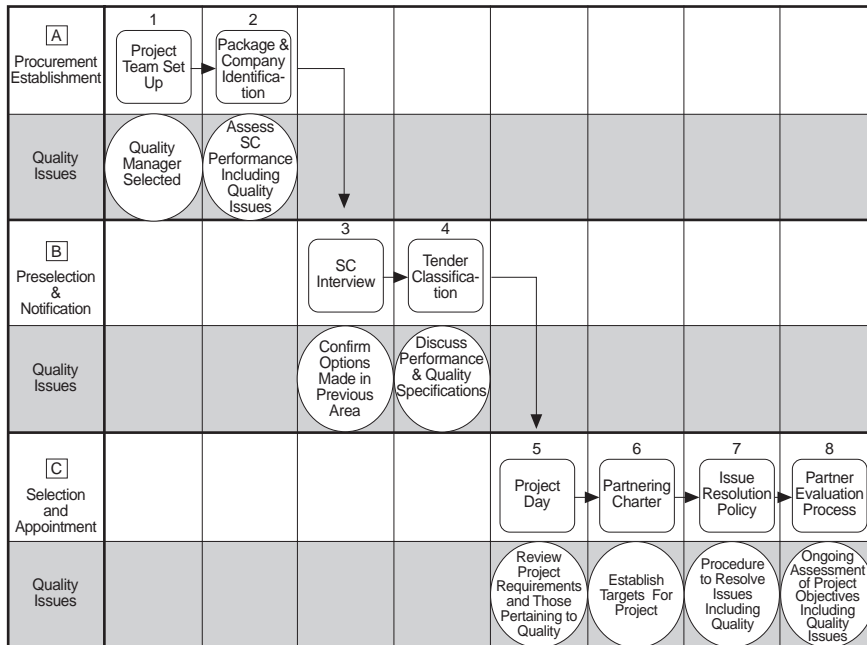 A
Procurement
Establishment
1
Project
Team Set
Up
2
Package &
Company
Identifica-
tion
Quality
Issues
Quality
Manager
Selected
Assess
SC
Performance
Including
Quality
Issues
B
Preselection
&
Notification
3
SC
Interview
4
Tender
Classifica-
tion
Quality
Issues
Confirm
Options
Made in
Previous
Area
Discuss
Performance
& Quality
Specifications
C
Selection
and
Appointment
5
Project
Day
6
Partnering
Charter
7
Issue
Resolution
Policy
8
Partner
Evaluation
Process
Quality
Issues
Review
Project
Requirements
and Those
Pertaining to
Quality
Establish
Targets For
Project
Procedure
to Resolve
Issues
Including
Quality
Ongoing
Assessment
of Project
Objectives
Including
Quality
Issues